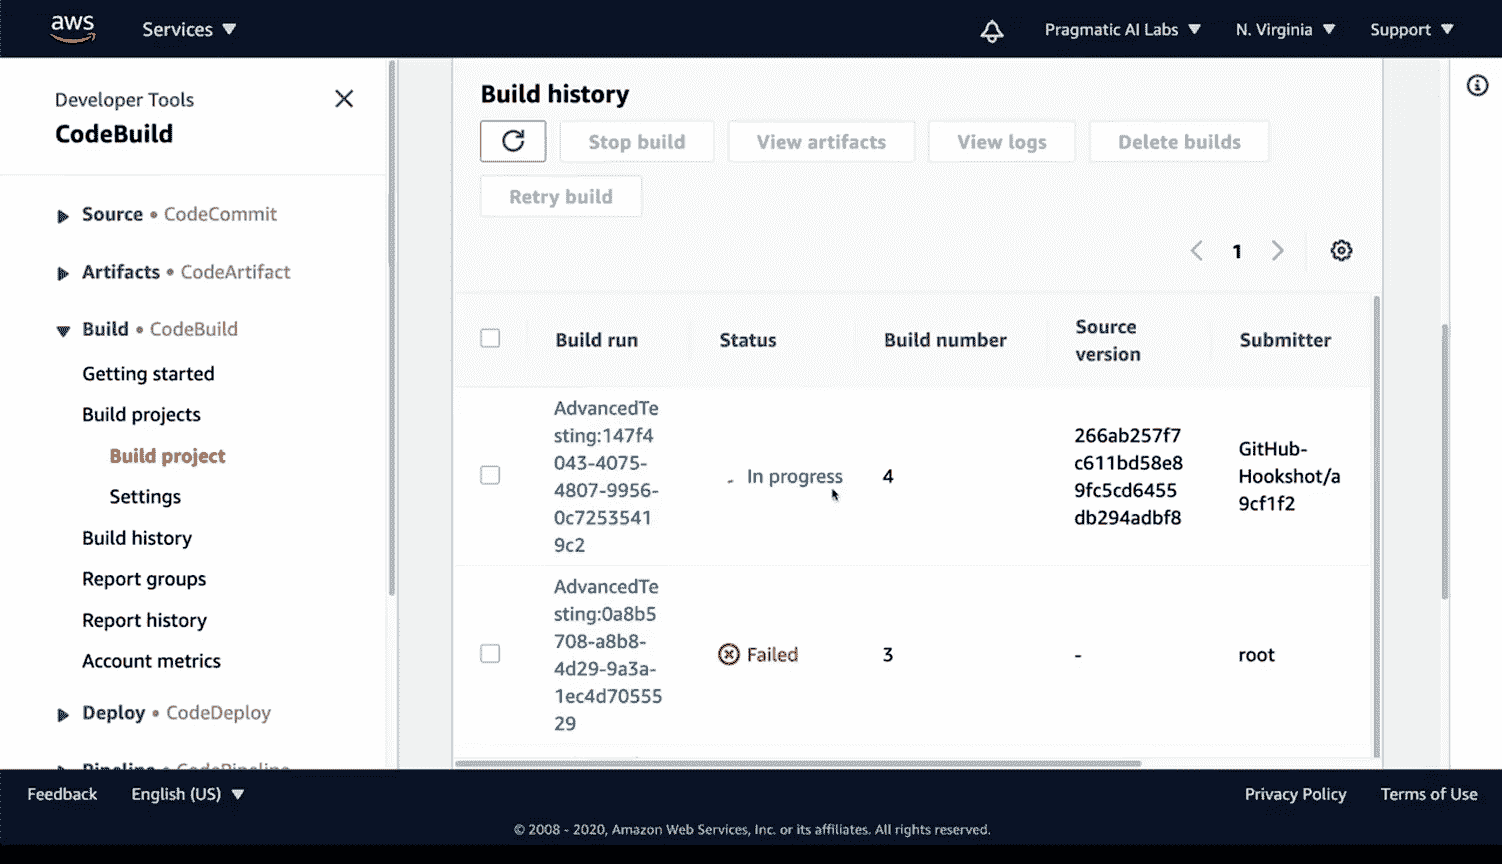 aws
Services
Pragmatic AI Labs
N. Virginia
Support
Developer Tools
CodeBuild
Source • CodeCommit
Artifacts • CodeArtifact
Build • CodeBuild
Getting started
Build projects
Build project
Settings
Build history
Report groups
Report history
Account metrics
Deploy • CodeDeploy
Pipeline • CodePipeline
Build history
Stop build
View artifacts
View logs
Delete builds
Retry build
1
Build run
Status
Build number
Source
version
Submitter
AdvancedTe
sting:147f4
043-4075-
4807-9956-
0c7253541
9c2
In progress
4
266ab257f7
c611bd58e8
9fc5cd6455
db294adbf8
GitHub-
Hookshot/a
9cf1f2
AdvancedTe
sting:0a8b5
708-a8b8-
4d29-9a3a-
1ec4d70555
29
Failed
3
-
root
Feedback
English (US)
Privacy Policy
Terms of Use
© 2008 - 2020, Amazon Web Services, Inc. or its affiliates. All rights reserved.